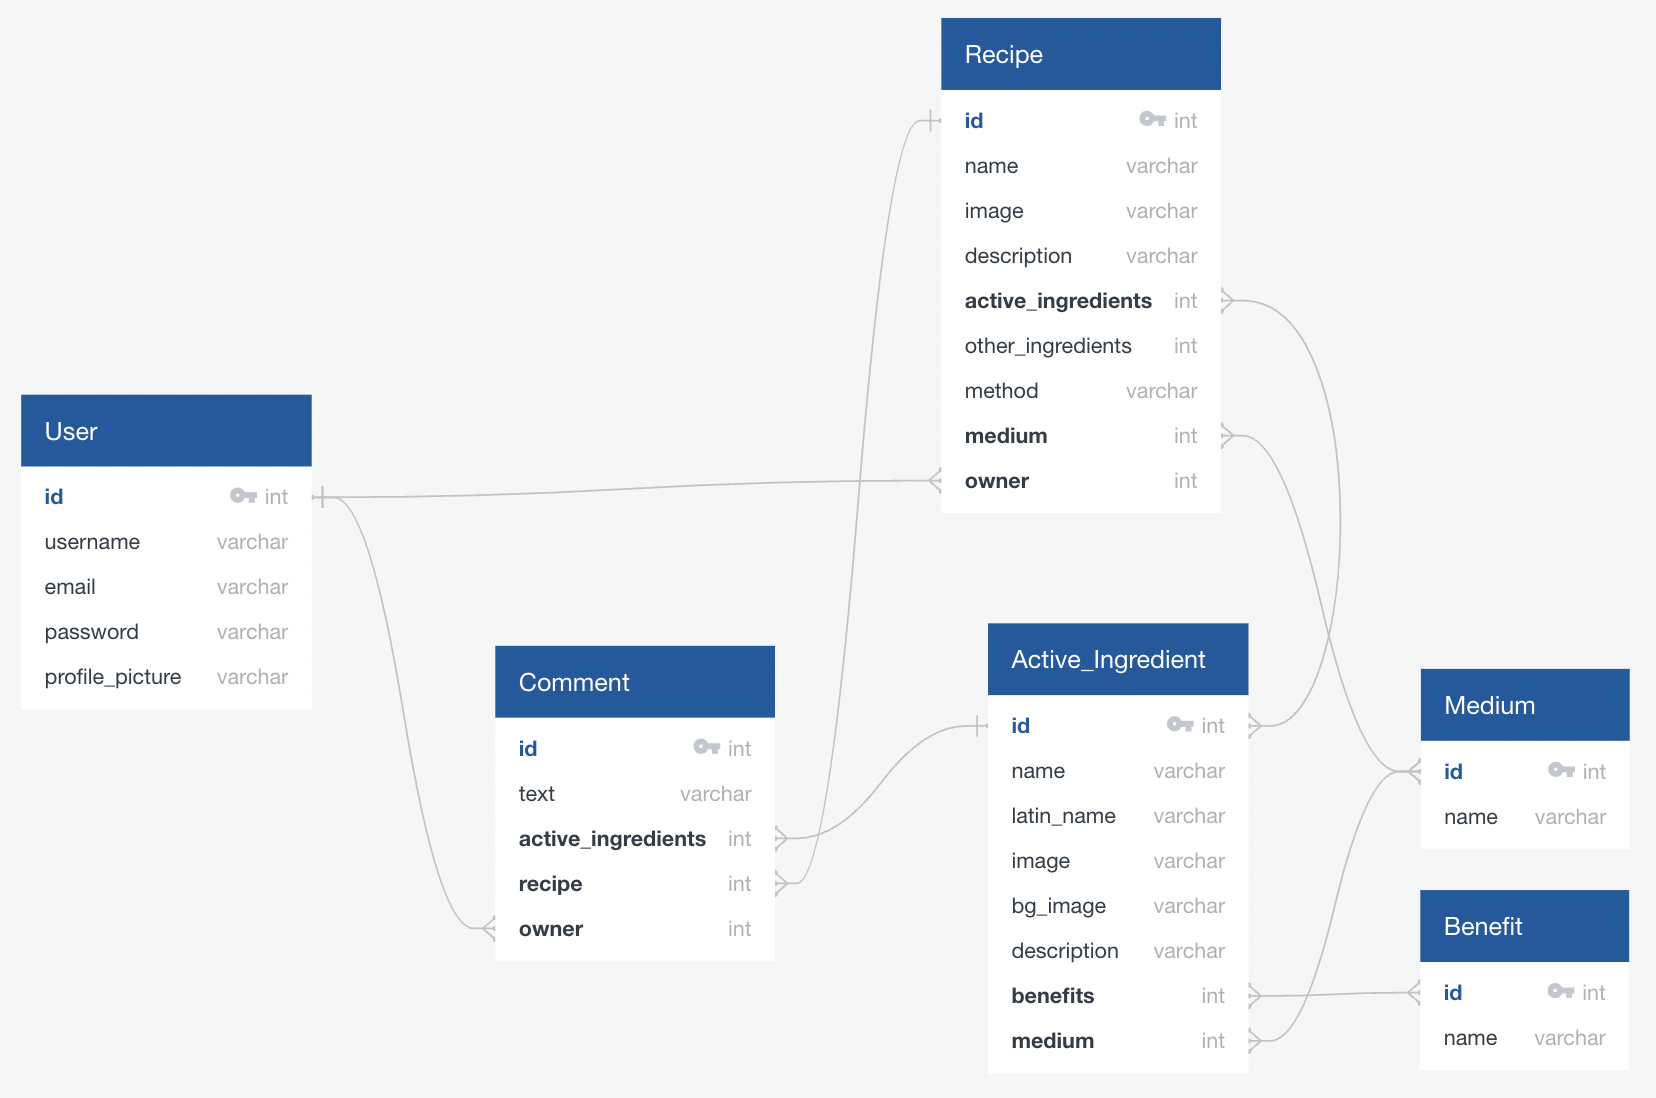 Recipe
id int
name varchar
image varchar
description varchar
active_ingredients int
other_ingredients int
method varchar
medium int
owner int
User
id int
username varchar
email varchar
password varchar
profile_picture varchar
Comment
id int
text varchar
active_ingredients int
recipe int
owner int
Active_Ingredient
id int
name varchar
latin_name varchar
image varchar
bg_image varchar
description varchar
benefits int
medium int
Medium
id int
name varchar
Benefit
id int
name varchar